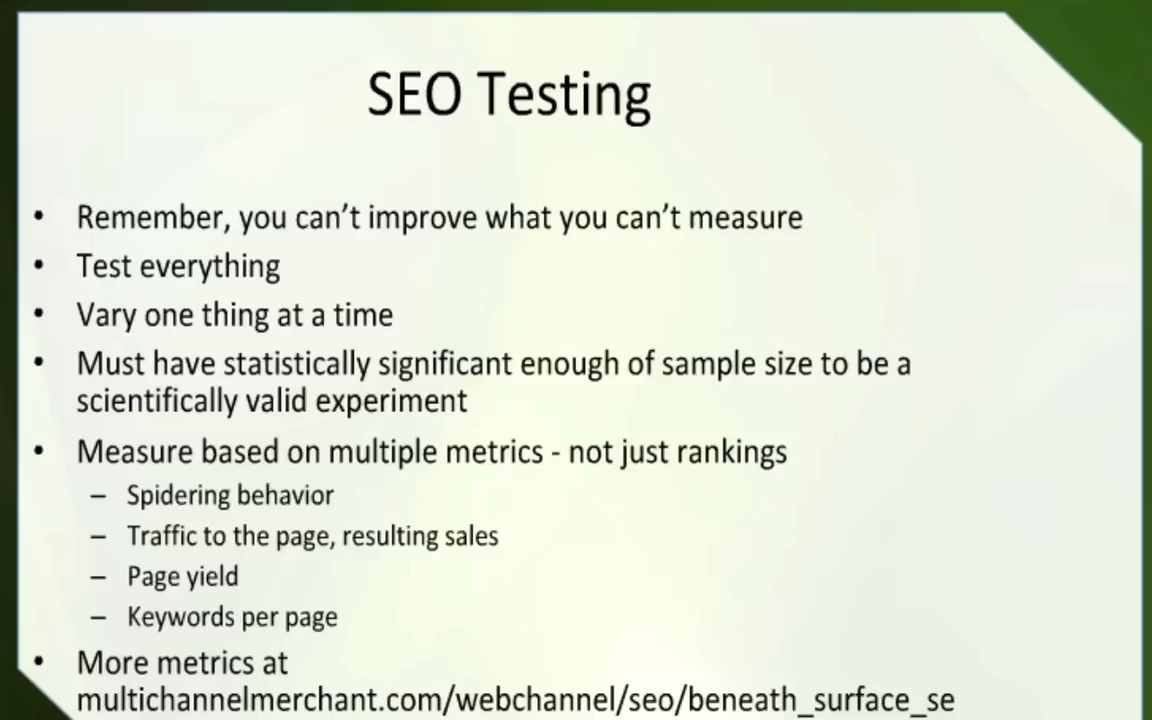 SEO Testing
• Remember, you can't improve what you can't measure
• Test everything
• Vary one thing at a time
• Must have statistically significant enough of sample size to be a
scientifically valid experiment
• Measure based on multiple metrics - not just rankings
– Spidering behavior
– Traffic to the page, resulting sales
– Page yield
– Keywords per page
• More metrics at
multichannelmerchant.com/webchannel/seo/beneath_surface_se